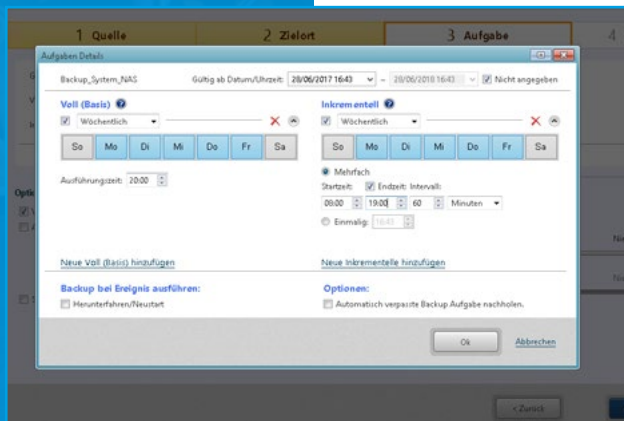 1 Quelle
2 Zielort
3 Aufgabe
4
Aufgaben Details
Backup_System_NAS
Gültig ab Datum/Uhrzeit: 28/06/2017 16:43 – 28/06/2018 16:43 Nicht angegeben
Voll (Basis)
Wöchentlich
So Mo Di Mi Do Fr Sa
Ausführungszeit: 20:00
Neue Voll (Basis) hinzufügen
Inkrementell
Wöchentlich
So Mo Di Mi Do Fr Sa
Mehrfach
Startzeit: Endzeit: Intervall:
08:00 19:00 60 Minuten
Einmalig: 16:43
Neue Inkrementelle hinzufügen
Backup bei Ereignis ausführen:
Herunterfahren/Neustart
Optionen:
Automatisch verpasste Backup Aufgabe nachholen.
Ok
Abbrechen
< Zurück